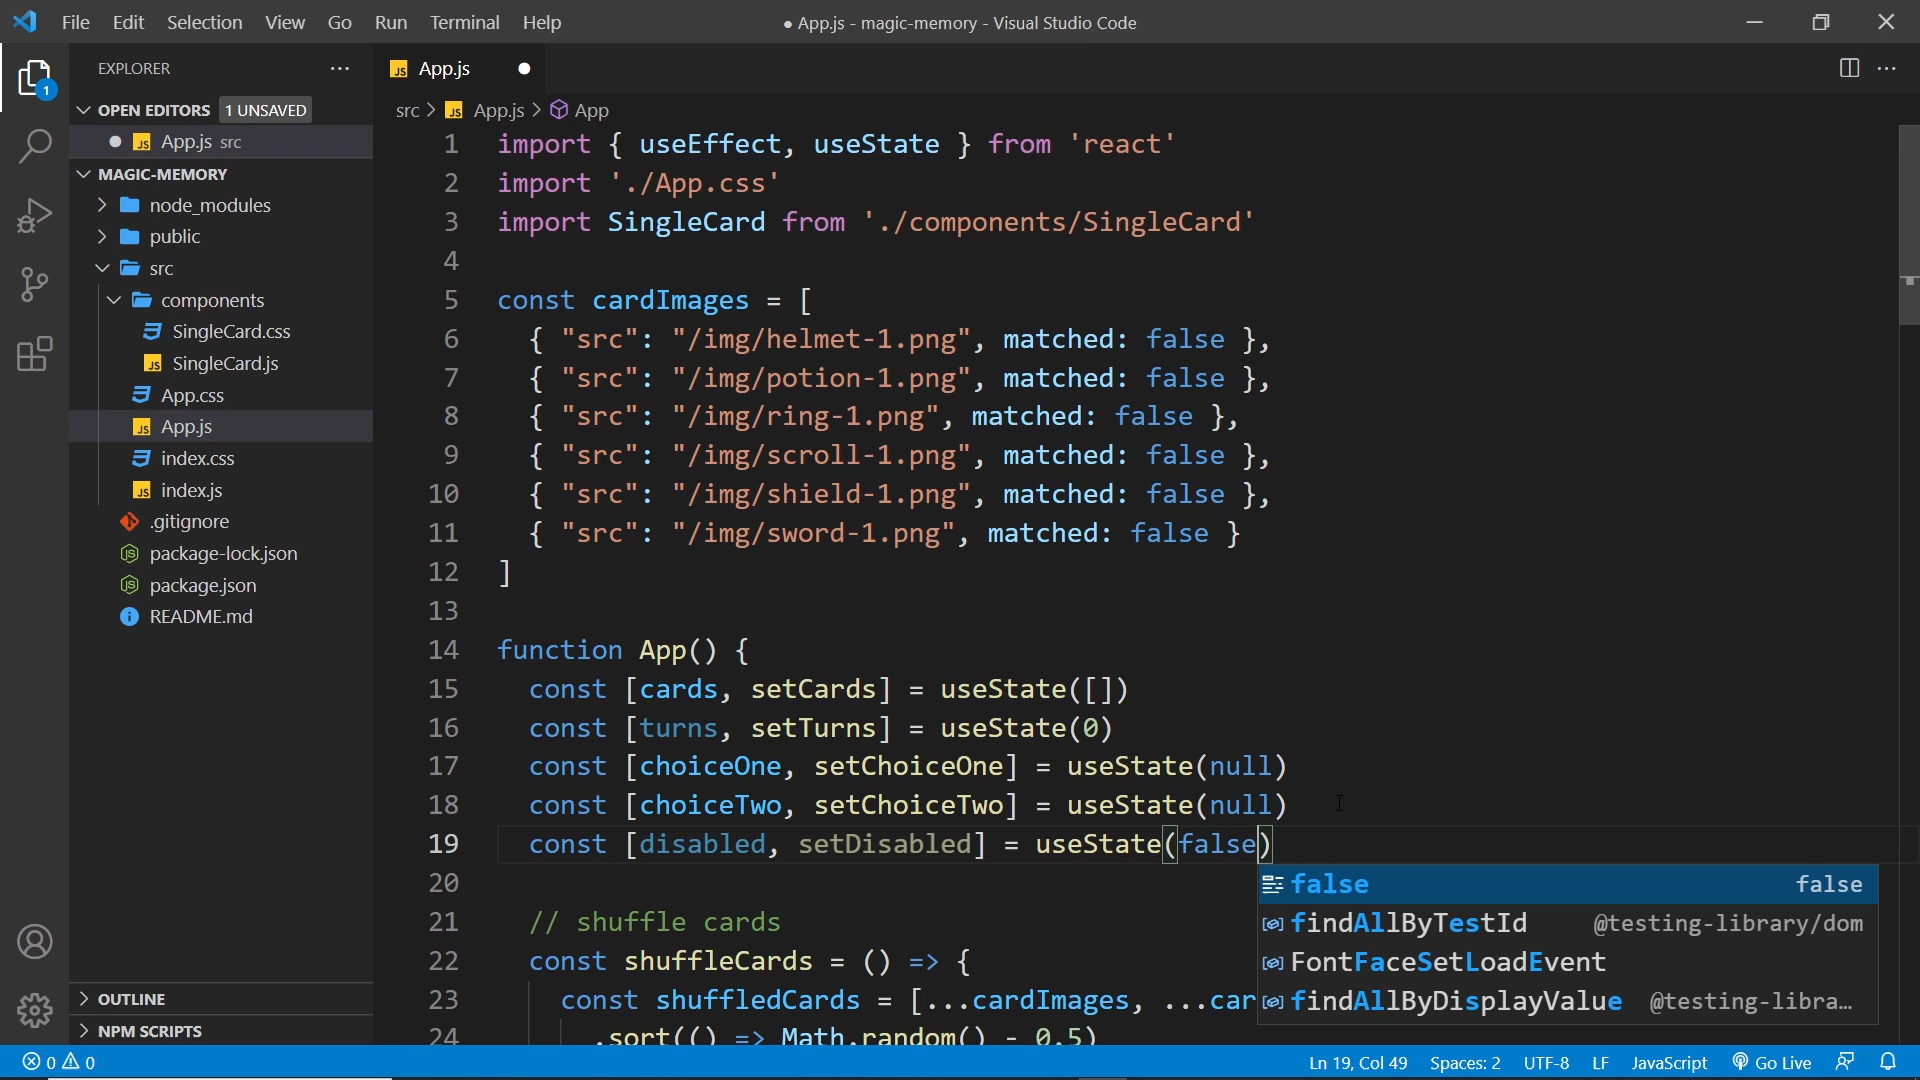 File Edit Selection View Go Run Terminal Help
● App.js - magic-memory - Visual Studio Code
EXPLORER
1
OPEN EDITORS 1 UNSAVED
App.js src
MAGIC-MEMORY
node_modules
public
src
components
SingleCard.css
SingleCard.js
App.css
App.js
index.css
index.js
.gitignore
package-lock.json
package.json
README.md
OUTLINE
NPM SCRIPTS
App.js
src > App.js > App
1 import { useEffect, useState } from 'react'
2 import './App.css'
3 import SingleCard from './components/SingleCard'
4
5 const cardImages = [
6 { "src": "/img/helmet-1.png", matched: false },
7 { "src": "/img/potion-1.png", matched: false },
8 { "src": "/img/ring-1.png", matched: false },
9 { "src": "/img/scroll-1.png", matched: false },
10 { "src": "/img/shield-1.png", matched: false },
11 { "src": "/img/sword-1.png", matched: false }
12 ]
13
14 function App() {
15 const [cards, setCards] = useState([])
16 const [turns, setTurns] = useState(0)
17 const [choiceOne, setChoiceOne] = useState(null)
18 const [choiceTwo, setChoiceTwo] = useState(null)
19 const [disabled, setDisabled] = useState(false)
20
21 // shuffle cards
22 const shuffleCards = () => {
23 const shuffledCards = [...cardImages, ...car
24 .sort(() => Math.random() - 0.5)
false false
findAllByTestId @testing-library/dom
FontFaceSetLoadEvent
findAllByDisplayValue @testing-libra…
0 0
Ln 19, Col 49 Spaces: 2 UTF-8 LF JavaScript Go Live